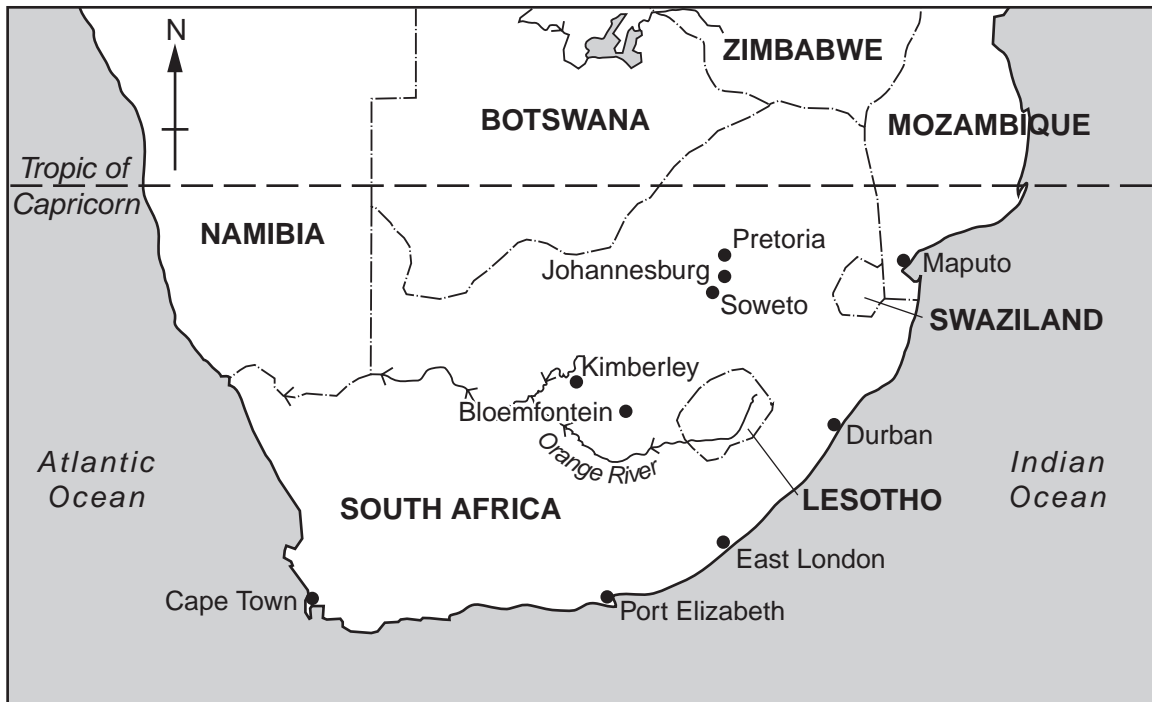 N
ZIMBABWE
BOTSWANA
MOZAMBIQUE
Tropic of
Capricorn
NAMIBIA
Pretoria
Johannesburg
Maputo
Soweto
SWAZILAND
Kimberley
Bloemfontein
Durban
Orange River
Atlantic
Ocean
Indian
Ocean
SOUTH AFRICA
LESOTHO
East London
Cape Town
Port Elizabeth